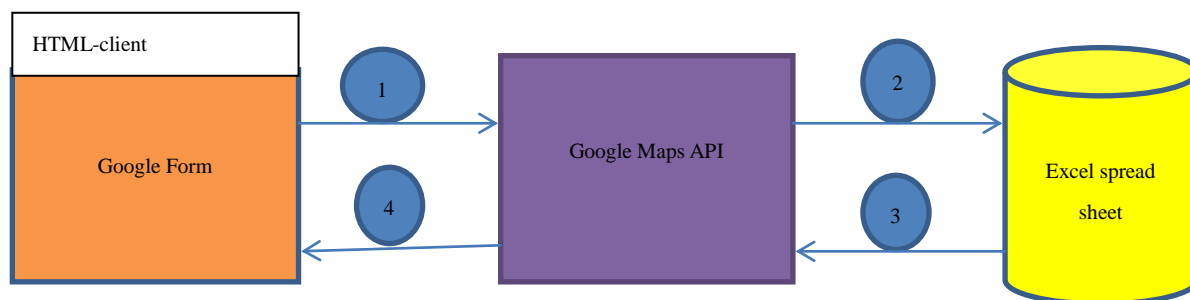 HTML-client
Google Form
1
4
Google Maps API
2
3
Excel spread
sheet